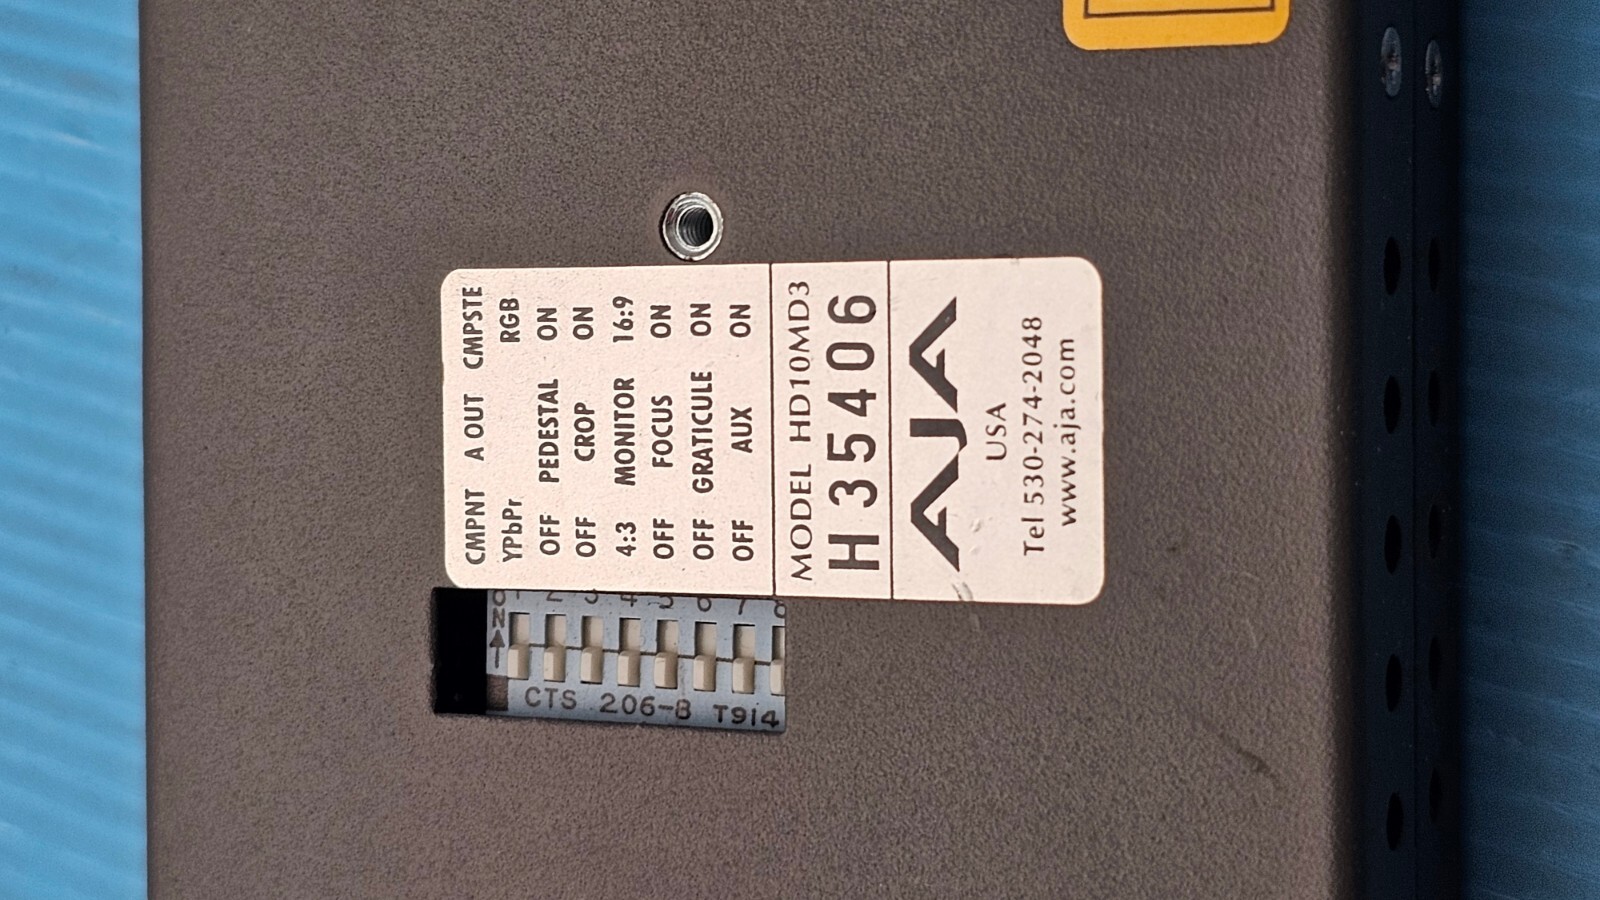 CMPNT A OUT CMPSTE
YPbPr RGB
OFF PEDESTAL ON
OFF CROP ON
4:3 MONITOR 16:9
OFF FOCUS ON
OFF GRATICULE ON
OFF AUX ON
MODEL HD10MD3
H35406
AJA
USA
Tel 530-274-2048
www.aja.com
ON
1 2 3 4 5 6 7 8
CTS 206-8 T914